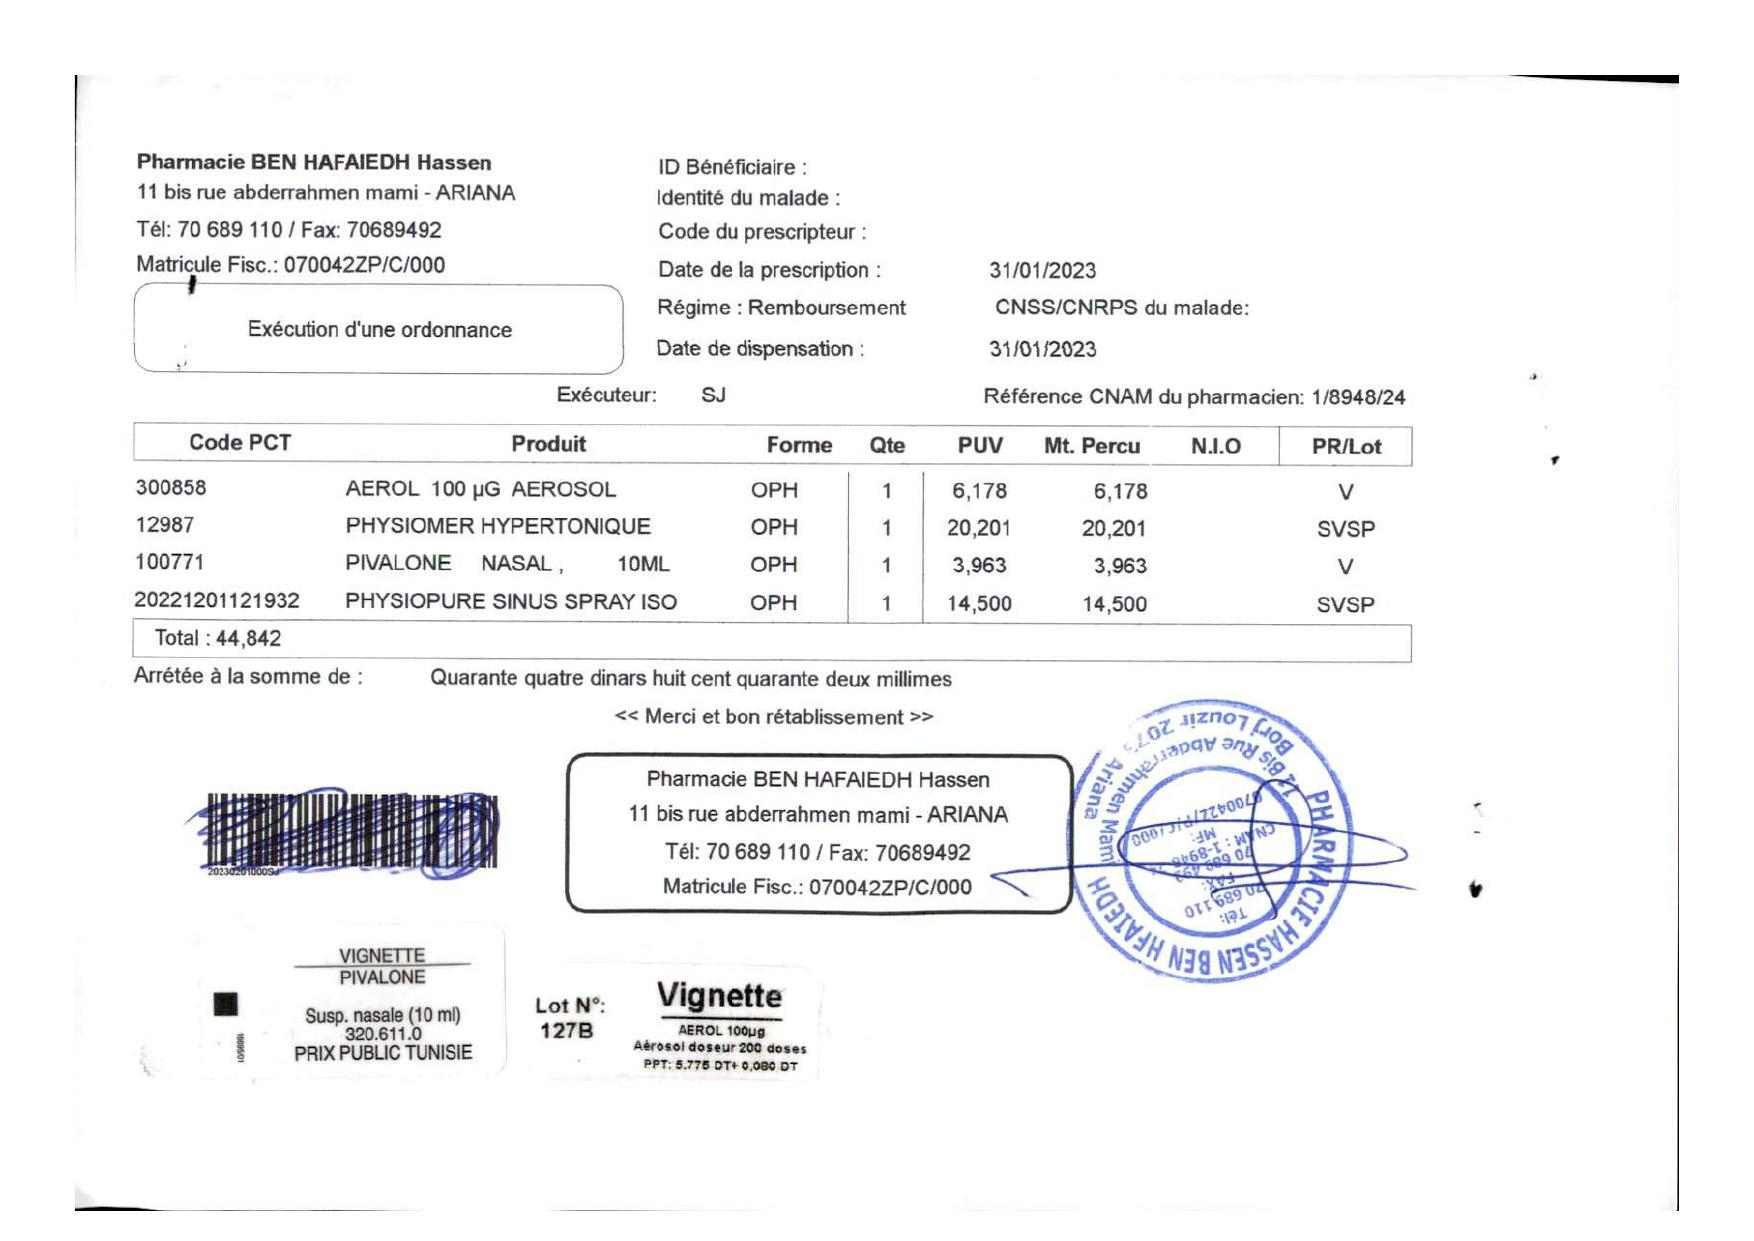 Pharmacie BEN HAFAIEDH Hassen
11 bis rue abderrahmen mami - ARIANA
Tél: 70 689 110 / Fax: 70689492
Matricule Fisc.: 070042ZP/C/000
Exécution d'une ordonnance
ID Bénéficiaire :
Identité du malade :
Code du prescripteur :
Date de la prescription : 31/01/2023
Régime : Remboursement CNSS/CNRPS du malade:
Date de dispensation : 31/01/2023
Exécuteur: SJ Référence CNAM du pharmacien: 1/8948/24
Code PCT Produit Forme Qte PUV Mt. Percu N.I.O PR/Lot
300858 AEROL 100 µG AEROSOL OPH 1 6,178 6,178 V
12987 PHYSIOMER HYPERTONIQUE OPH 1 20,201 20,201 SVSP
100771 PIVALONE NASAL , 10ML OPH 1 3,963 3,963 V
20221201121932 PHYSIOPURE SINUS SPRAY ISO OPH 1 14,500 14,500 SVSP
Total : 44,842
Arrétée à la somme de : Quarante quatre dinars huit cent quarante deux millimes
<< Merci et bon rétablissement >>
Pharmacie BEN HAFAIEDH Hassen
11 bis rue abderrahmen mami - ARIANA
Tél: 70 689 110 / Fax: 70689492
Matricule Fisc.: 070042ZP/C/000
20230201000SJ
PHARMACIE HASSEN BEN HFAIEDH
Bis Rue Abderrahmen Mami
Borj Louzir Ariana
070042Z/P/C/000
MF:
CNAM : 1-8948
70 689 492
FAX:
70 689 110
Tél:
VIGNETTE
PIVALONE
Susp. nasale (10 ml)
320.611.0
PRIX PUBLIC TUNISIE
Lot N°:
127B
Vignette
AEROL 100µg
Aérosol doseur 200 doses
PPT: 5.775 DT+ 0,080 DT